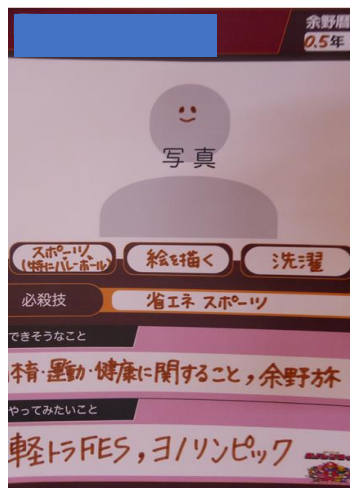 余野暦
0.5年
写真
スポーツ、
(特にバレーボール)
絵を描く
洗濯
必殺技
省エネ スポーツ
できそうなこと
体育・運動・健康に関すること,余野旅
やってみたいこと
軽トラFES,ヨノリンピック